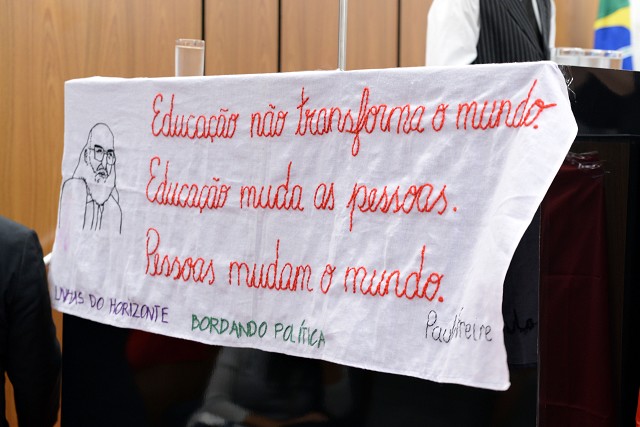 Educação não transforma o mundo.
Educação muda as pessoas.
Pessoas mudam o mundo.
Paulo Freire
LINHAS DO HORIZONTE
BORDANDO POLÍTICA